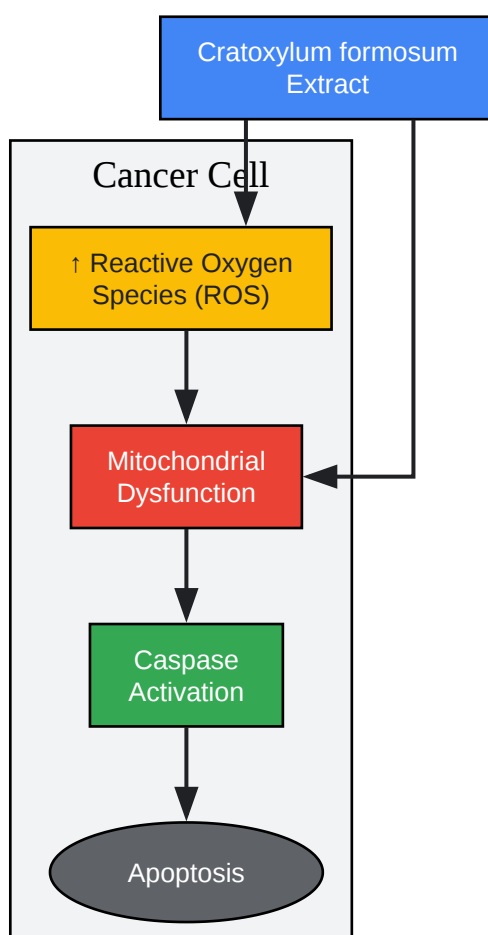 Cratoxylum formosum
Extract
Cancer Cell
↑ Reactive Oxygen
Species (ROS)
Mitochondrial
Dysfunction
Caspase
Activation
Apoptosis